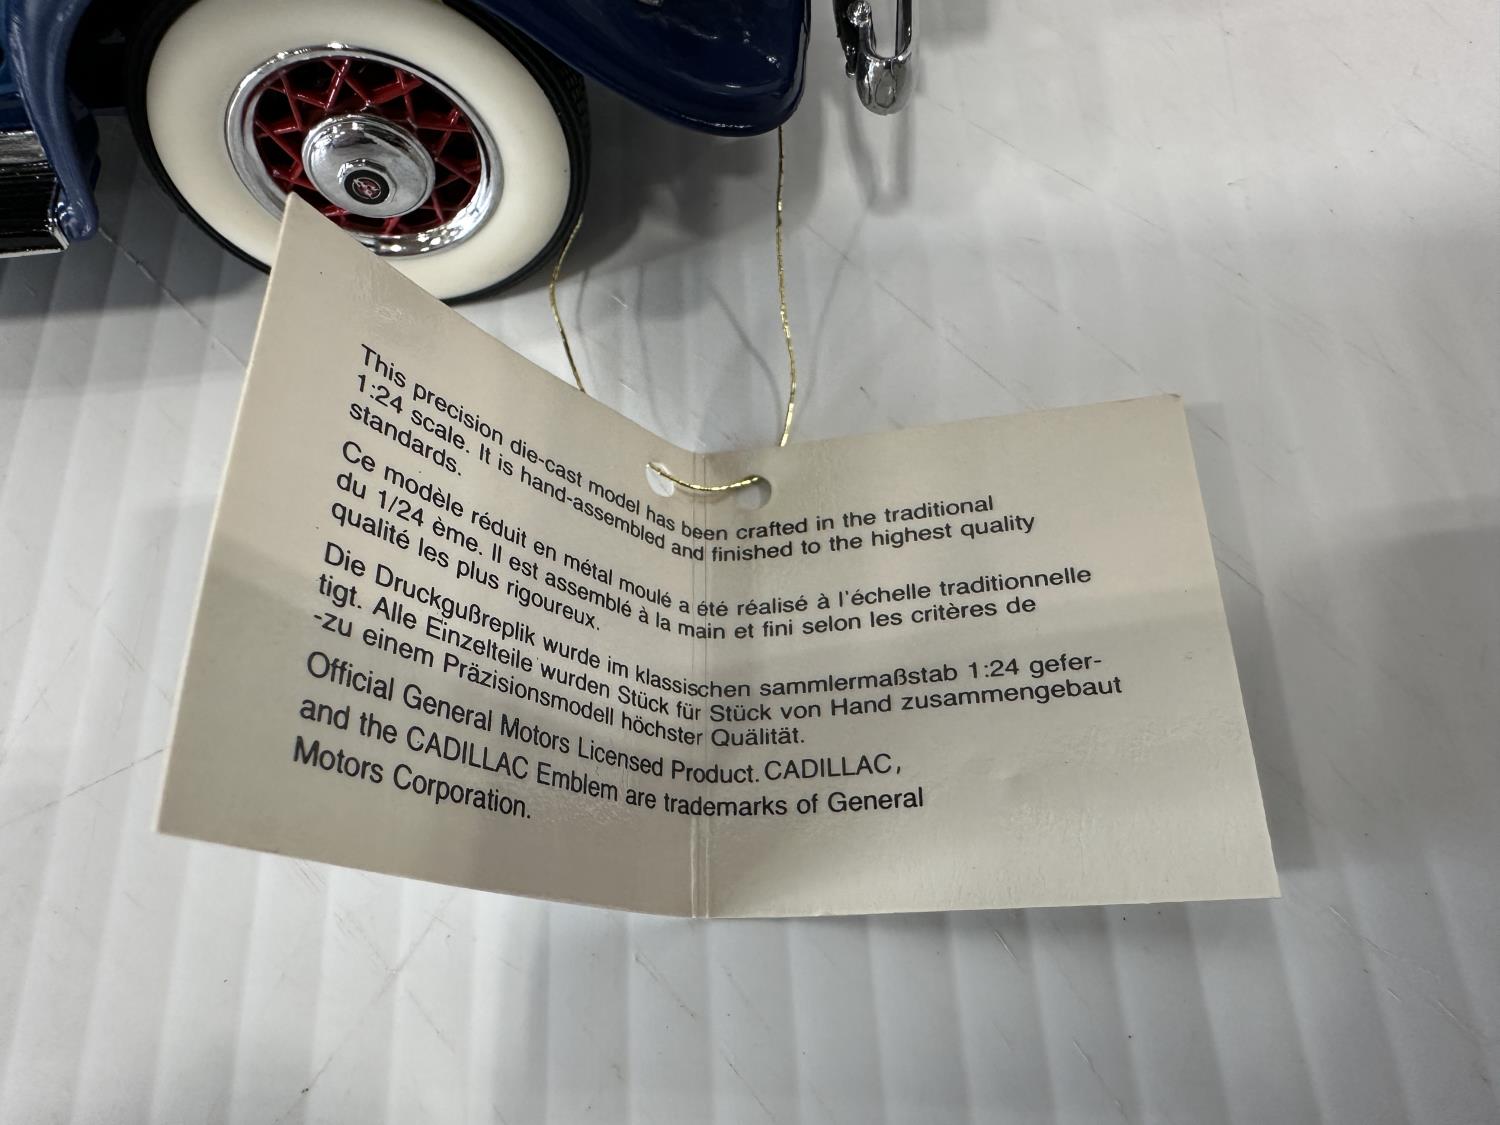 This precision die-cast model has been crafted in the traditional
1:24 scale. It is hand-assembled and finished to the highest quality
standards.
Ce modèle réduit en métal moulé a été réalisé à l'échelle traditionnelle
du 1/24 ème. Il est assemblé à la main et fini selon les critères de
qualité les plus rigoureux.
Die Druckgußreplik wurde im klassischen sammlermaßstab 1:24 gefer-
tigt. Alle Einzelteile wurden Stück für Stück von Hand zusammengebaut
-zu einem Präzisionsmodell höchster Quälität.
Official General Motors Licensed Product. CADILLAC,
and the CADILLAC Emblem are trademarks of General
Motors Corporation.